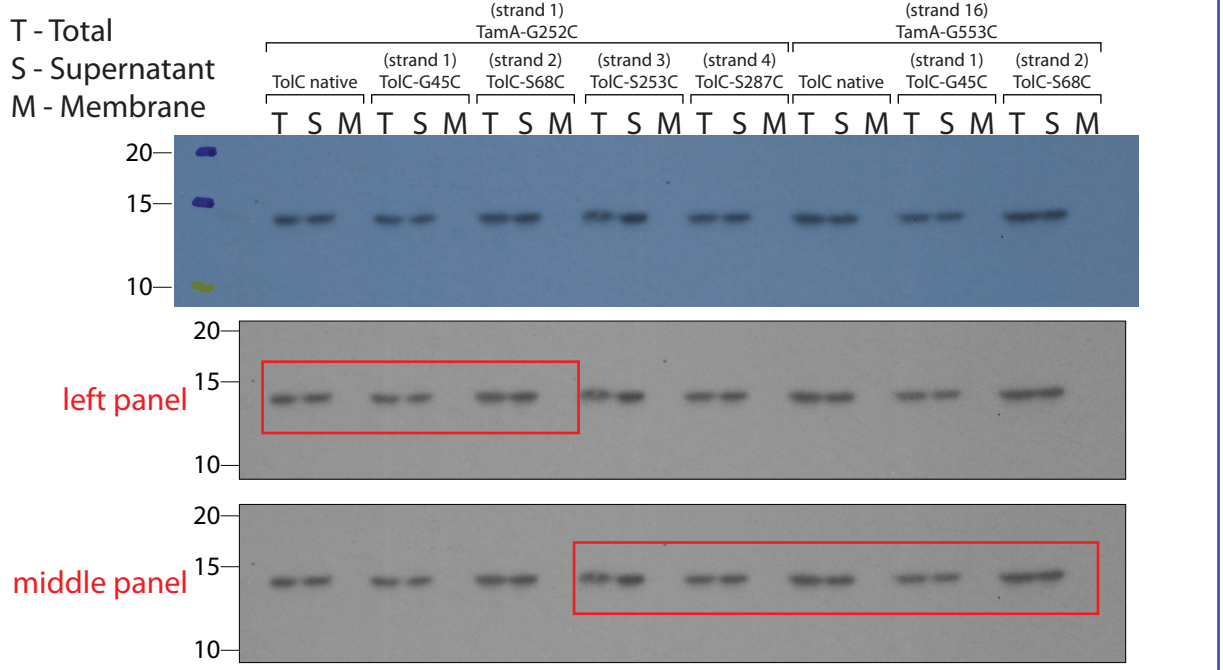 T - Total
S - Supernatant
M - Membrane
(strand 1)
TamA-G252C
(strand 16)
TamA-G553C
TolC native
(strand 1)
TolC-G45C
(strand 2)
TolC-S68C
(strand 3)
TolC-S253C
(strand 4)
TolC-S287C
TolC native
(strand 1)
TolC-G45C
(strand 2)
TolC-S68C
T S M T S M T S M T S M T S M T S M T S M T S M
20
15
10
20
left panel 15
10
20
middle panel 15
10